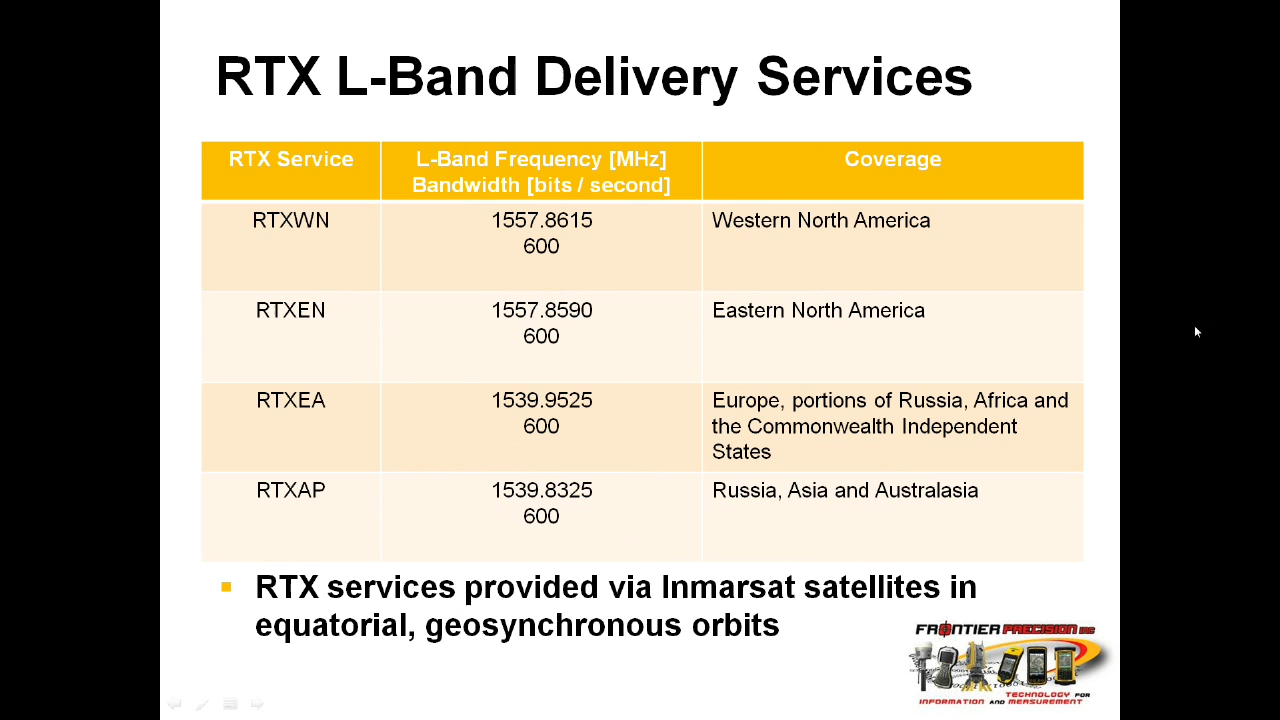 RTX L-Band Delivery Services
RTX Service
L-Band Frequency [MHz]
Bandwidth [bits / second]
Coverage
RTXWN
1557.8615
600
Western North America
RTXEN
1557.8590
600
Eastern North America
RTXEA
1539.9525
600
Europe, portions of Russia, Africa and
the Commonwealth Independent
States
RTXAP
1539.8325
600
Russia, Asia and Australasia
RTX services provided via Inmarsat satellites in
equatorial, geosynchronous orbits
FRONTIER PRECISION INC
TECHNOLOGY FOR
INFORMATION AND MEASUREMENT